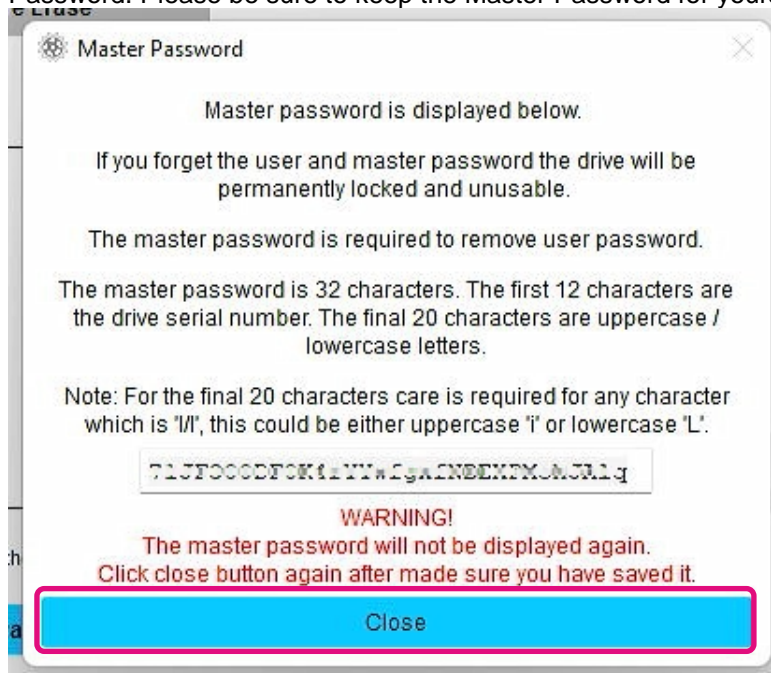 Password. Please be sure to keep the Master Password for
e Erase
Master Password
Master password is displayed below.
If you forget the user and master password the drive will be
permanently locked and unusable.
The master password is required to remove user password.
The master password is 32 characters. The first 12 characters are
the drive serial number. The final 20 characters are uppercase /
lowercase letters.
Note: For the final 20 characters care is required for any character
which is 'I/l', this could be either uppercase 'i' or lowercase 'L'.
WARNING!
The master password will not be displayed again.
Click close button again after made sure you have saved it.
Close